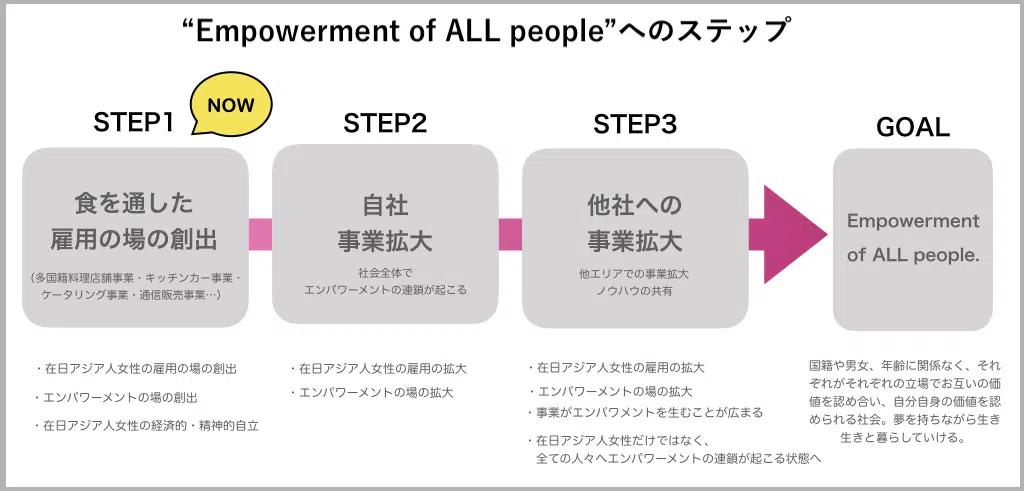 “Empowerment of ALL people”へのステップ
NOW
STEP1
食を通した
雇用の場の創出
（多国籍料理店舗事業・キッチンカー事業・
ケータリング事業・通信販売事業…）
・在日アジア人女性の雇用の場の創出
・エンパワーメントの場の創出
・在日アジア人女性の経済的・精神的自立
STEP2
自社
事業拡大
社会全体で
エンパワーメントの連鎖が起こる
・在日アジア人女性の雇用の拡大
・エンパワーメントの場の拡大
STEP3
他社への
事業拡大
他エリアでの事業拡大
ノウハウの共有
・在日アジア人女性の雇用の拡大
・エンパワーメントの場の拡大
・事業がエンパワメントを生むことが広まる
・在日アジア人女性だけではなく、
全ての人々へエンパワーメントの連鎖が起こる状態へ
GOAL
Empowerment
of ALL people.
国籍や男女、年齢に関係なく、それ
ぞれがそれぞれの立場でお互いの価
値を認め合い、自分自身の価値を認
められる社会。夢を持ちながら生き
生きと暮らしていける。